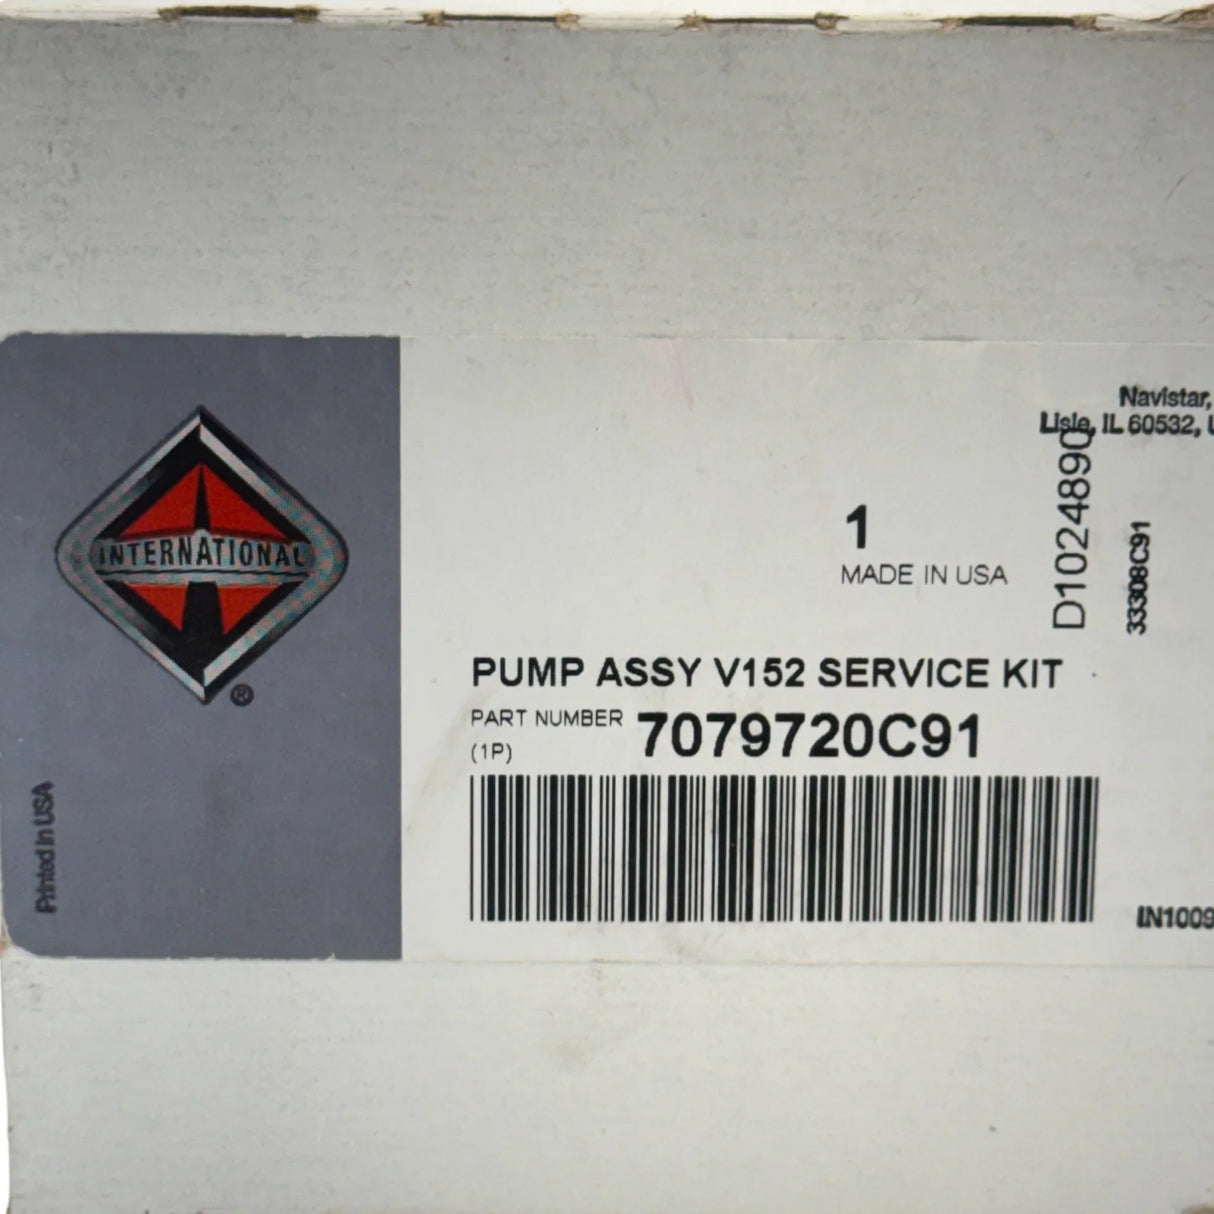 Navistar,
Lisle, IL 60532, U
INTERNATIONAL
®
1
MADE IN USA
D1024890
33308C91
PUMP ASSY V152 SERVICE KIT
PART NUMBER 7079720C91
(1P)
Printed in USA
IN1009